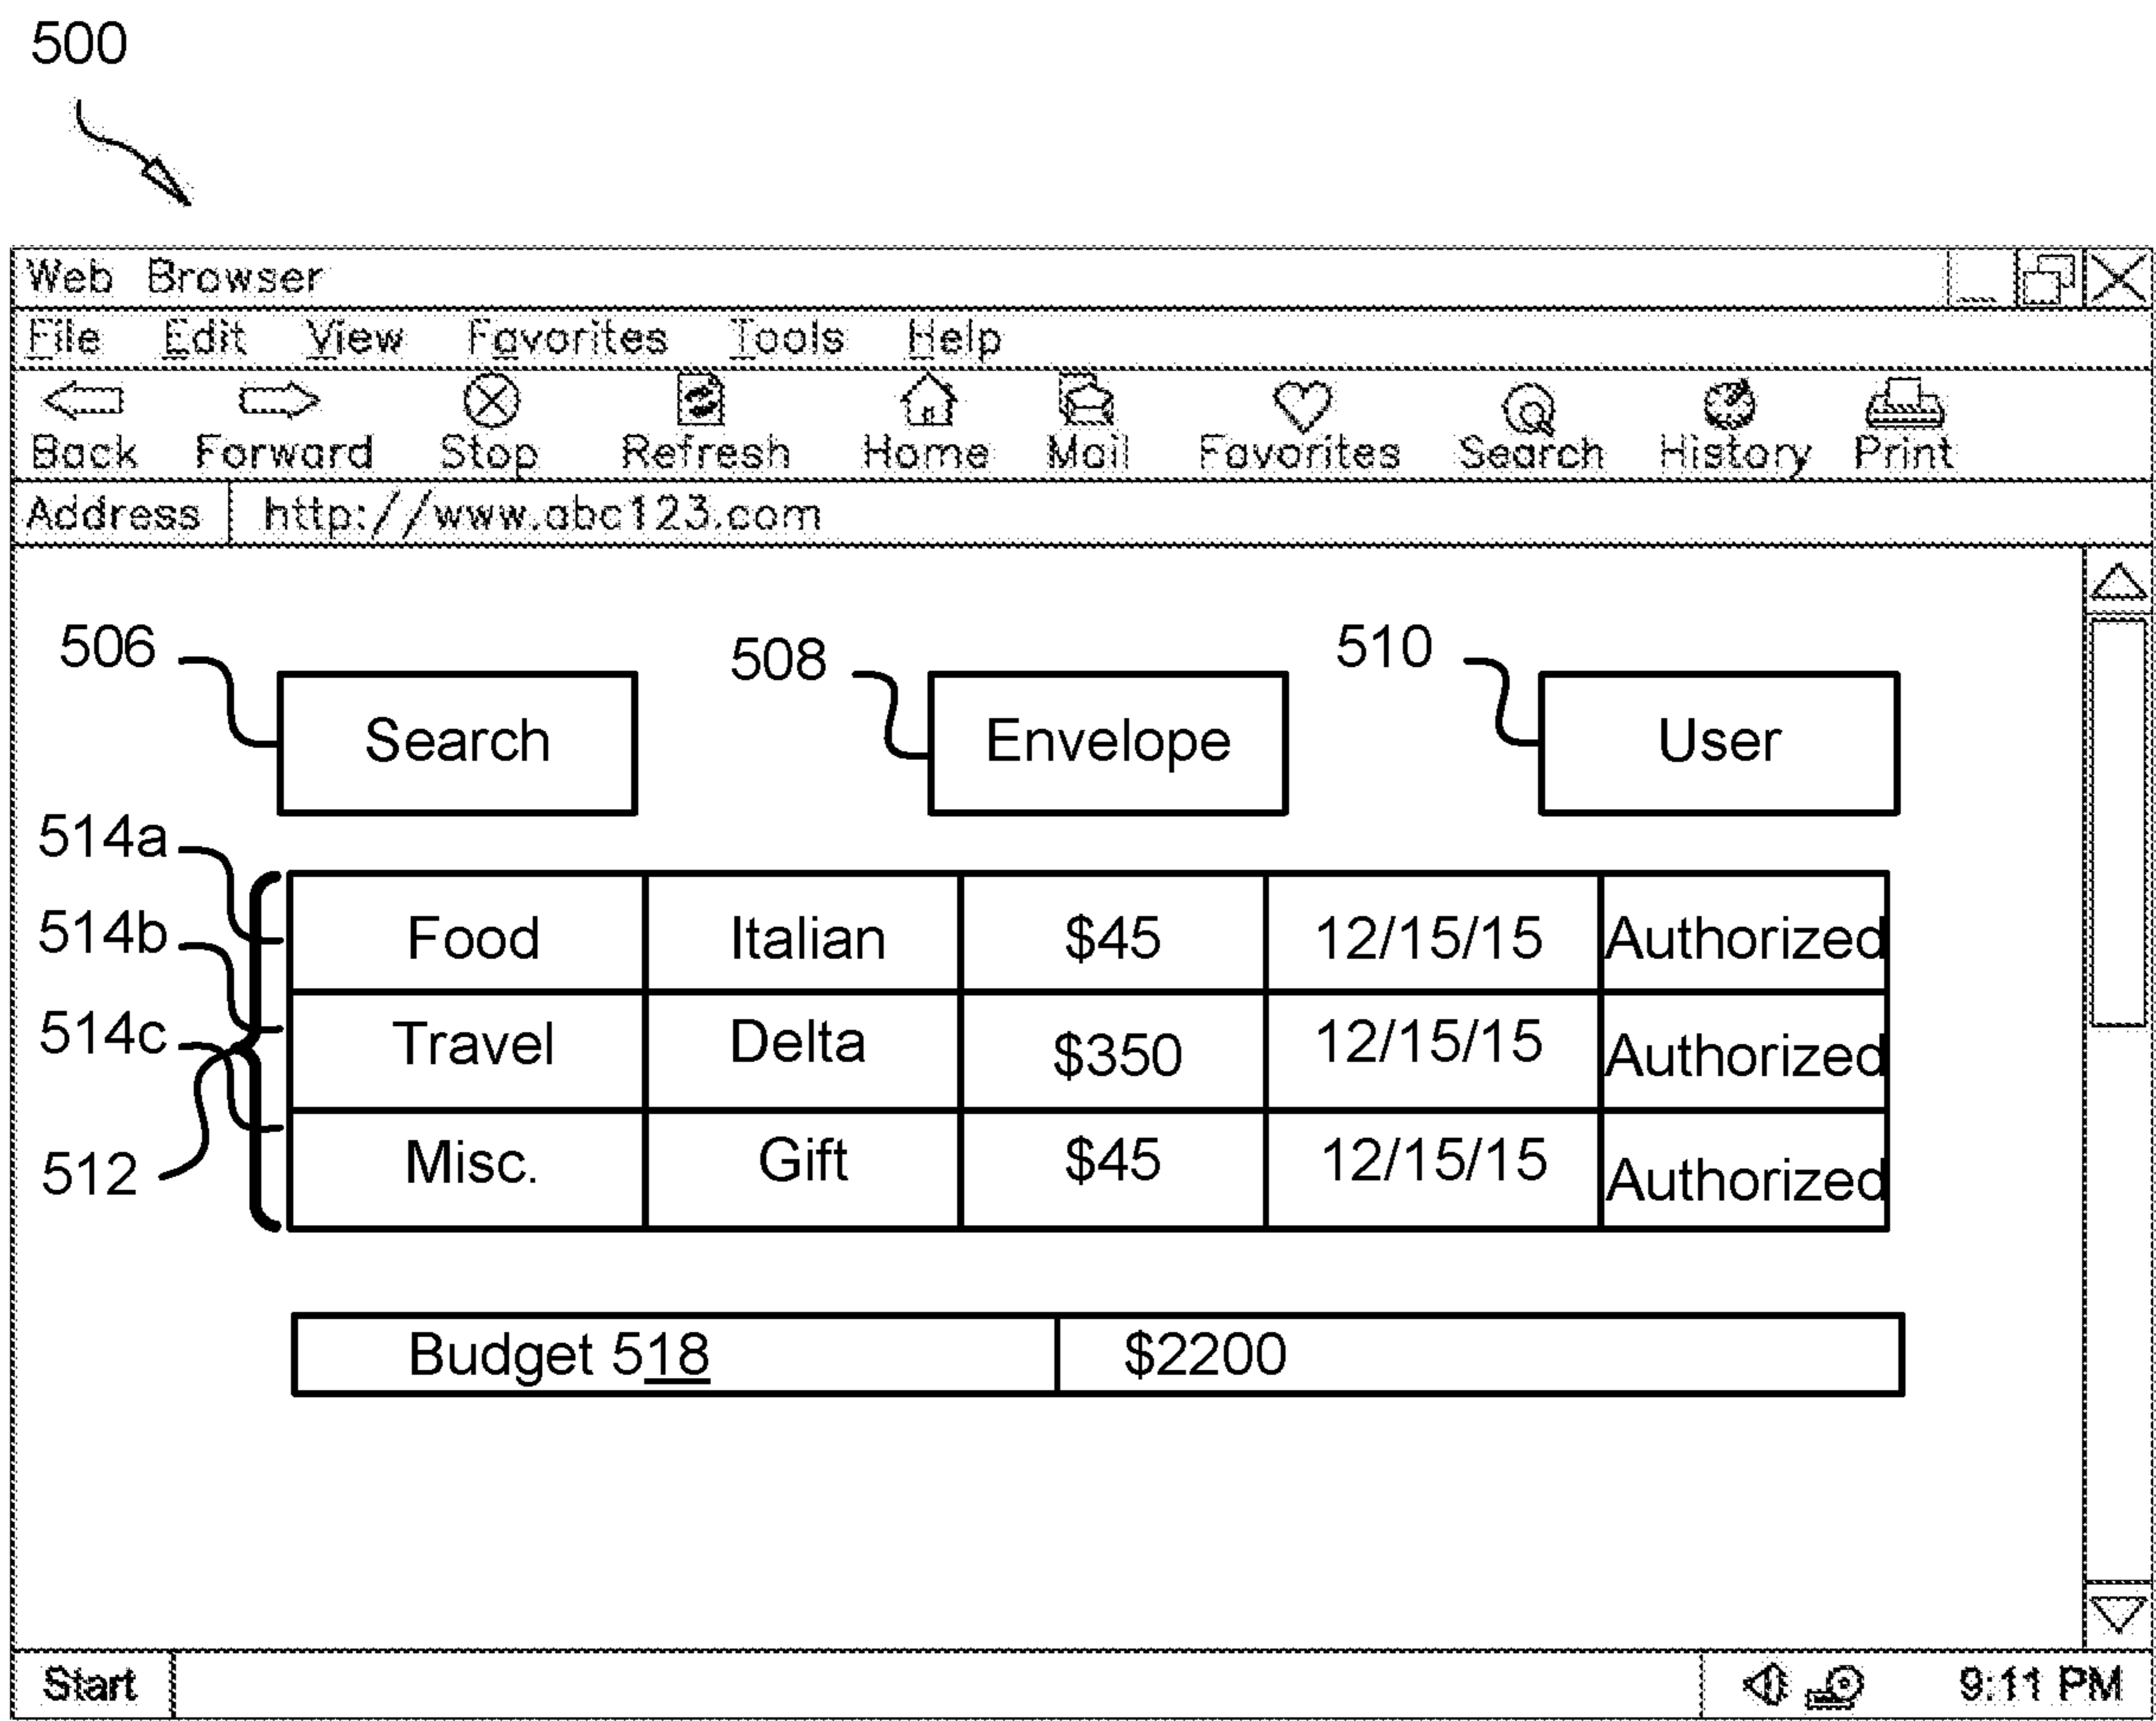 500
Web Browser
File Edit View Favorites Tools Help
Back Forward Stop Refresh Home Mail Favorites Search History Print
Address http://www.abc123.com
506 508 510
Search Envelope User
514a
Food Italian $45 12/15/15 Authorized
514b
Travel Delta $350 12/15/15 Authorized
514c
Misc. Gift $45 12/15/15 Authorized
512
Budget 518 $2200
Start 9:11 PM